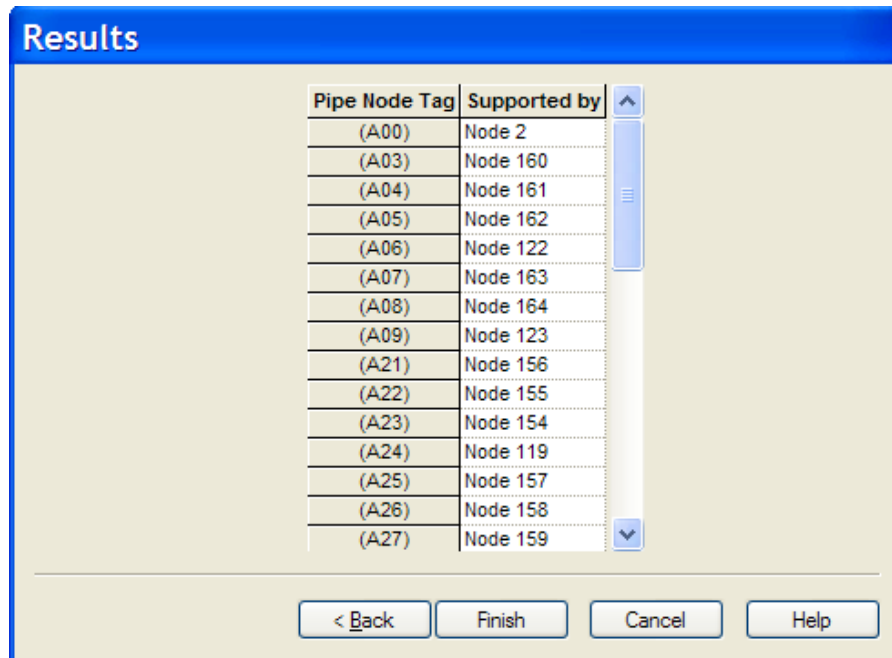 Results
Pipe Node Tag Supported by
(A00) Node 2
(A03) Node 160
(A04) Node 161
(A05) Node 162
(A06) Node 122
(A07) Node 163
(A08) Node 164
(A09) Node 123
(A21) Node 156
(A22) Node 155
(A23) Node 154
(A24) Node 119
(A25) Node 157
(A26) Node 158
(A27) Node 159
< Back Finish Cancel Help